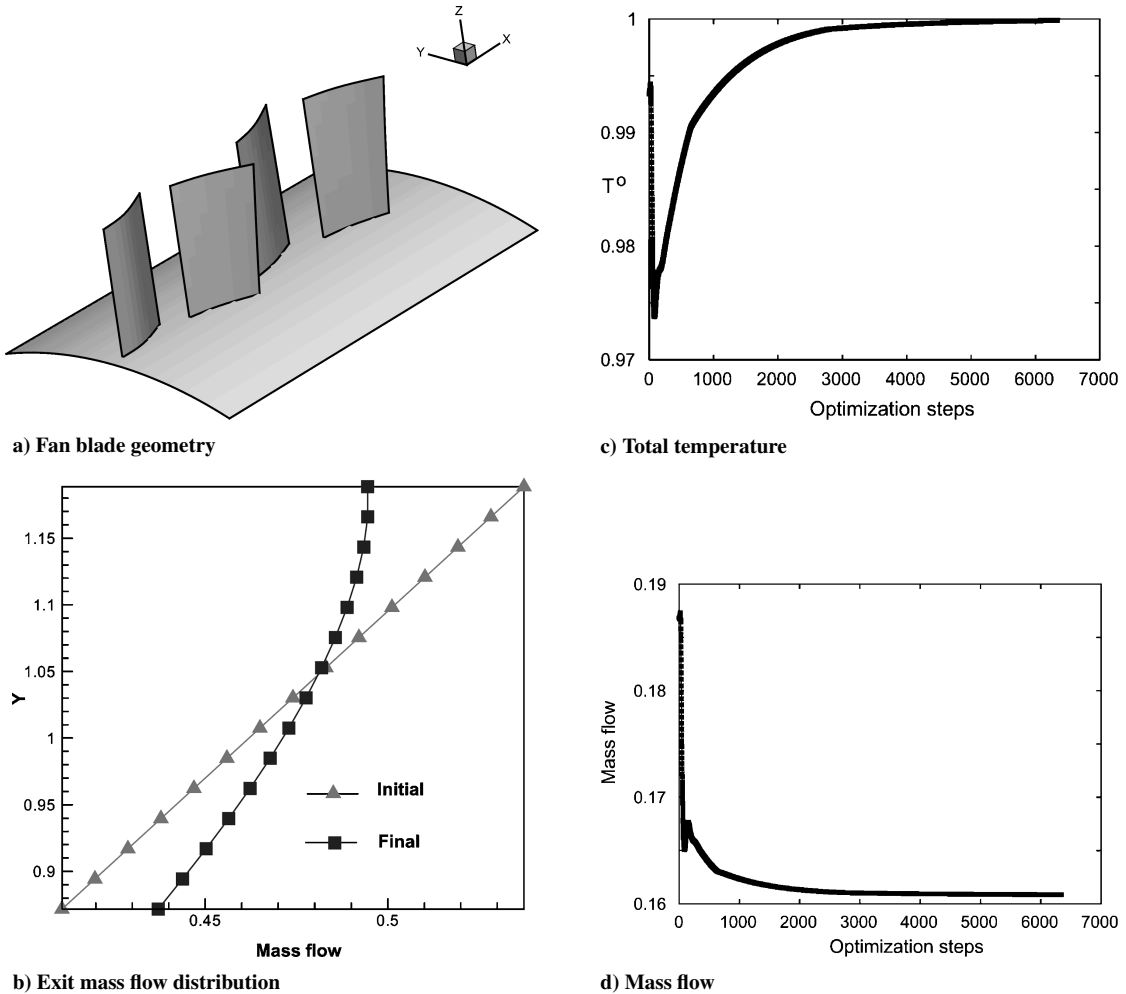 Z
Y
X
a) Fan blade geometry
1
0.99
T°
0.98
0.97
0 1000 2000 3000 4000 5000 6000 7000
Optimization steps
c) Total temperature
1.15
1.1
1.05
Y
1
0.95
0.9
Initial
Final
0.45 0.5
Mass flow
b) Exit mass flow distribution
0.19
0.18
Mass flow
0.17
0.16
0 1000 2000 3000 4000 5000 6000 7000
Optimization steps
d) Mass flow